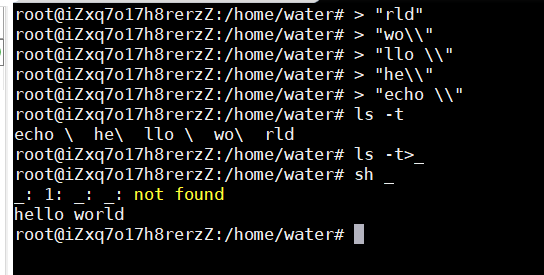 root@iZxq7o17h8rerzZ:/home/water# > "rld"
root@iZxq7o17h8rerzZ:/home/water# > "wo\\"
root@iZxq7o17h8rerzZ:/home/water# > "llo \\"
root@iZxq7o17h8rerzZ:/home/water# > "he\\"
root@iZxq7o17h8rerzZ:/home/water# > "echo \\"
root@iZxq7o17h8rerzZ:/home/water# ls -t
echo \  he\  llo \  wo\  rld
root@iZxq7o17h8rerzZ:/home/water# ls -t>_
root@iZxq7o17h8rerzZ:/home/water# sh _
_: 1: _: _: not found
hello world
root@iZxq7o17h8rerzZ:/home/water#